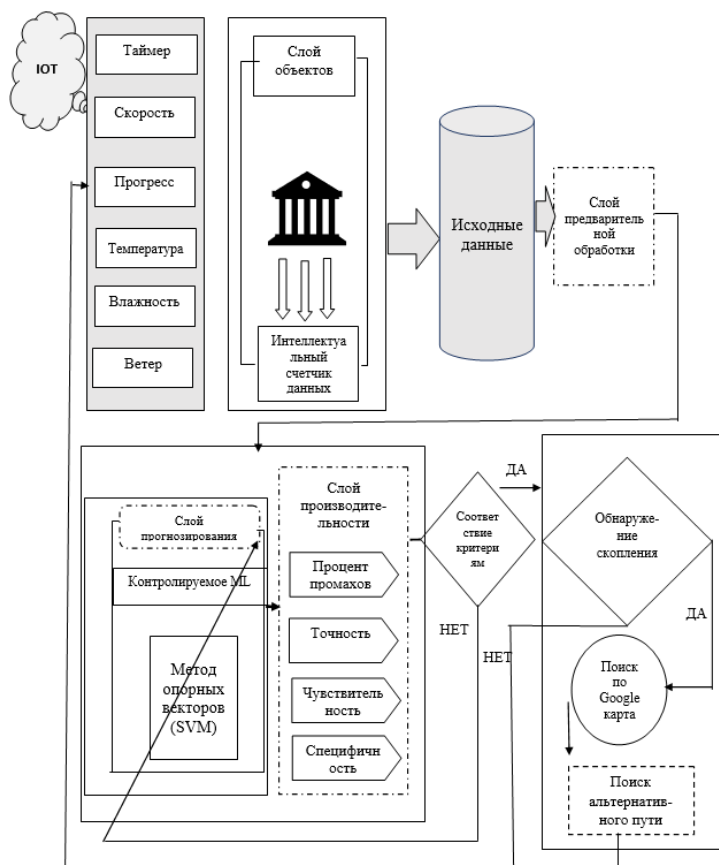 IOT
Таймер
Скорость
Прогресс
Температура
Влажность
Ветер
Слой
объектов
Интеллектуа
льный счетчик
данных
Исходные
данные
Слой
предваритель
ной
обработки
Слой
прогнозирования
Контролируемое ML
Метод
опорных
векторов
(SVM)
Слой
производите-
льности
Процент
промахов
Точность
Чувствитель
ность
Специфичн
ость
Соответ
ствие
критери
ям
ДА
НЕТ
Обнаруже-
ние
скопления
НЕТ
ДА
Поиск
по
Google
карта
Поиск
альтернатив-
ного пути